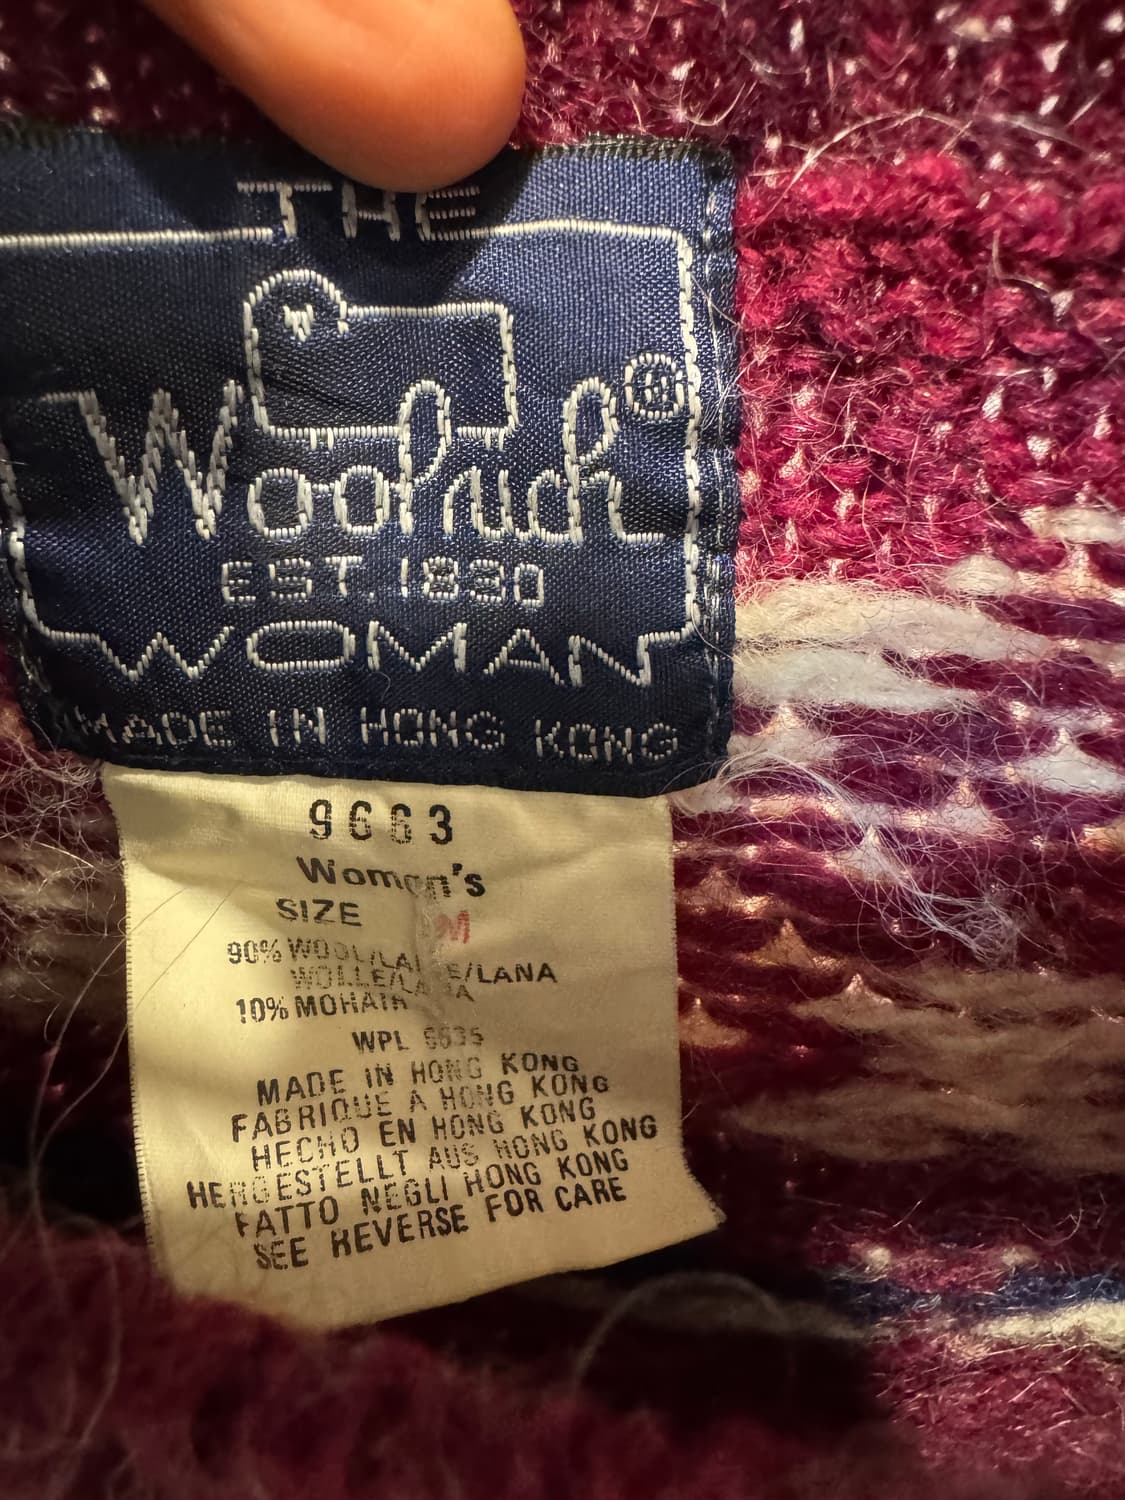 THE
W
Woolrich®
EST. 1830
WOMAN
MADE IN HONG KONG
9663
Women's
SIZE M
90% WOOL/LAINE/LANA
WOLLE/LANA
10% MOHAIR
WPL 6635
MADE IN HONG KONG
FABRIQUE A HONG KONG
HECHO EN HONG KONG
HERGESTELLT AUS HONG KONG
FATTO NEGLI HONG KONG
SEE REVERSE FOR CARE